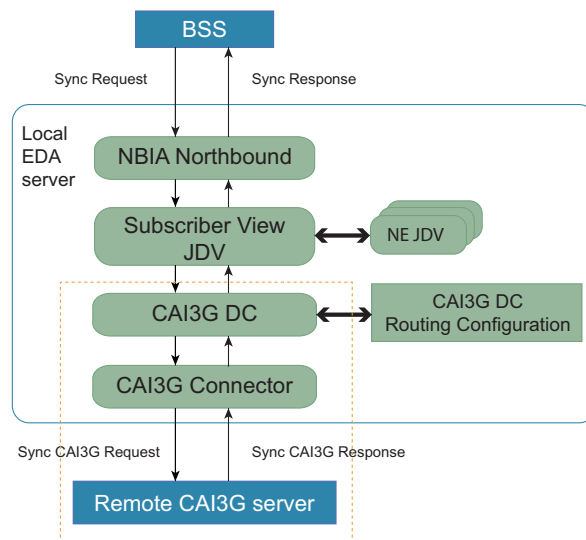 BSS
Sync Request
Sync Response
Local
EDA
server
NBIA Northbound
Subscriber View
JDV
NE JDV
CAI3G DC
CAI3G DC
Routing Configuration
CAI3G Connector
Sync CAI3G Request
Sync CAI3G Response
Remote CAI3G server